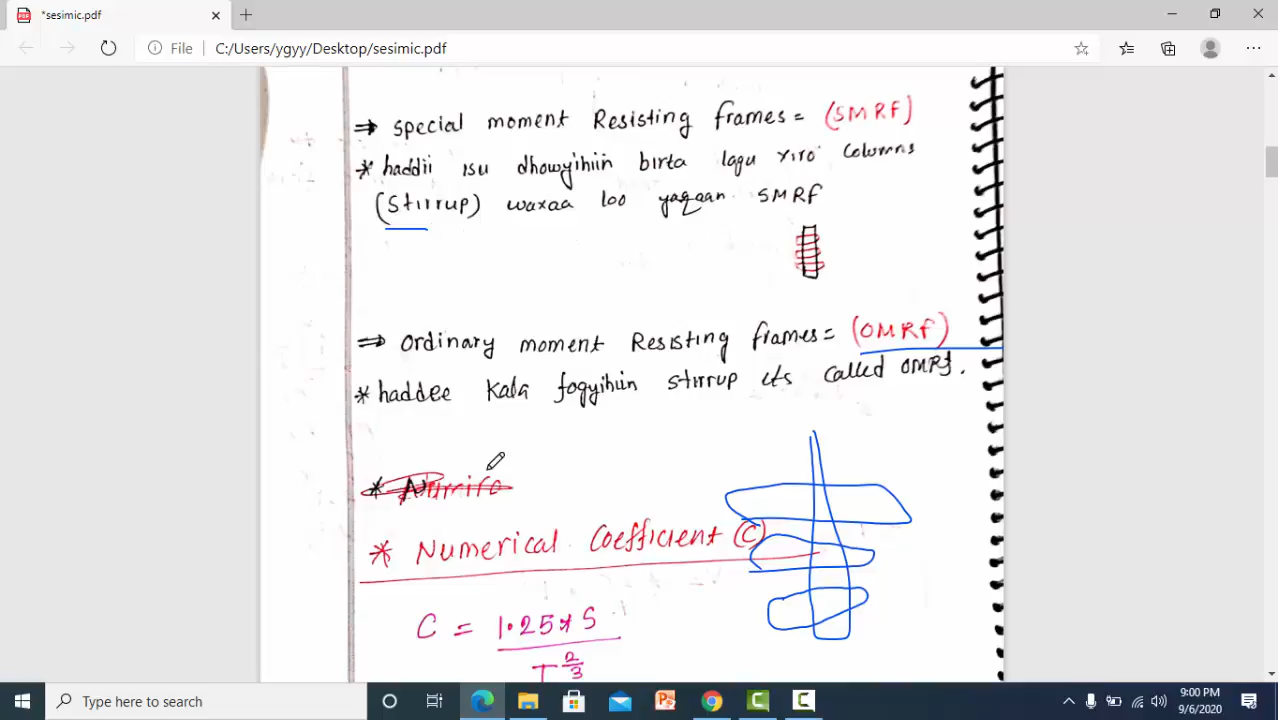 *sesimic.pdf
File C:/Users/ygyy/Desktop/sesimic.pdf
⇒ special moment Resisting frames = (SMRF)
* haddii isu dhowyihiin birta lagu xiro columns
(Stirrup) waxaa loo yaqaan SMRF
⇒ ordinary moment Resisting frames = (OMRF)
* haddee Kala fogyihiin stirrup its called OMRF.
* Numerical Coefficient (C)
C = 1.25 * S
T 2/3
Type here to search
9:00 PM
9/6/2020